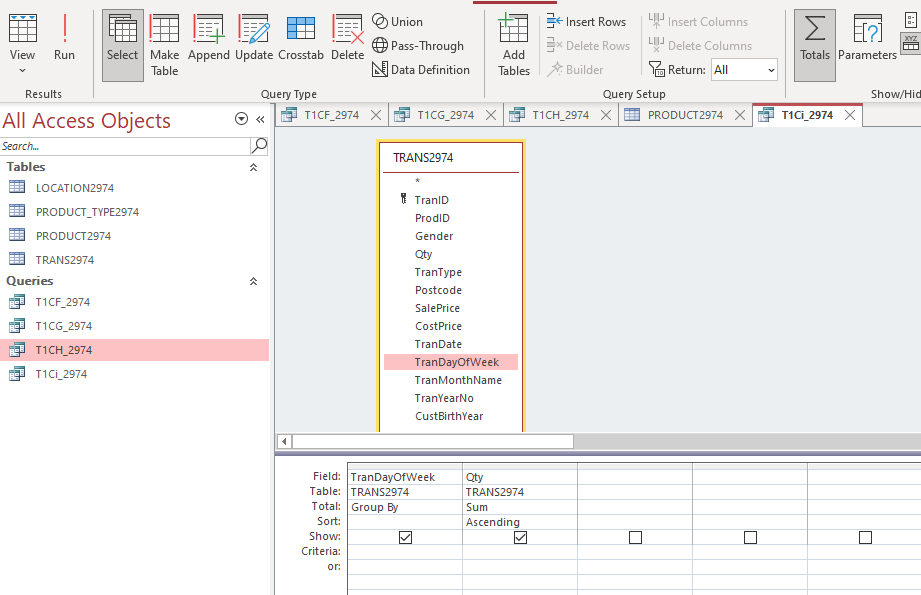 View
Run
Select
Make
Table
Append
Update
Crosstab
Delete
Union
Pass-Through
Data Definition
Add
Tables
Insert Rows
Delete Rows
Builder
Insert Columns
Delete Columns
Return: All
Totals
Parameters
XYZ
Results
Query Type
Query Setup
Show/Hid
All Access Objects
Search...
Tables
LOCATION2974
PRODUCT_TYPE2974
PRODUCT2974
TRANS2974
Queries
T1CF_2974
T1CG_2974
T1CH_2974
T1Ci_2974
T1CF_2974 T1CG_2974 T1CH_2974 PRODUCT2974 T1Ci_2974
TRANS2974
*
TranID
ProdID
Gender
Qty
TranType
Postcode
SalePrice
CostPrice
TranDate
TranDayOfWeek
TranMonthName
TranYearNo
CustBirthYear
Field: TranDayOfWeek Qty
Table: TRANS2974 TRANS2974
Total: Group By Sum
Sort: Ascending
Show:
Criteria:
or: